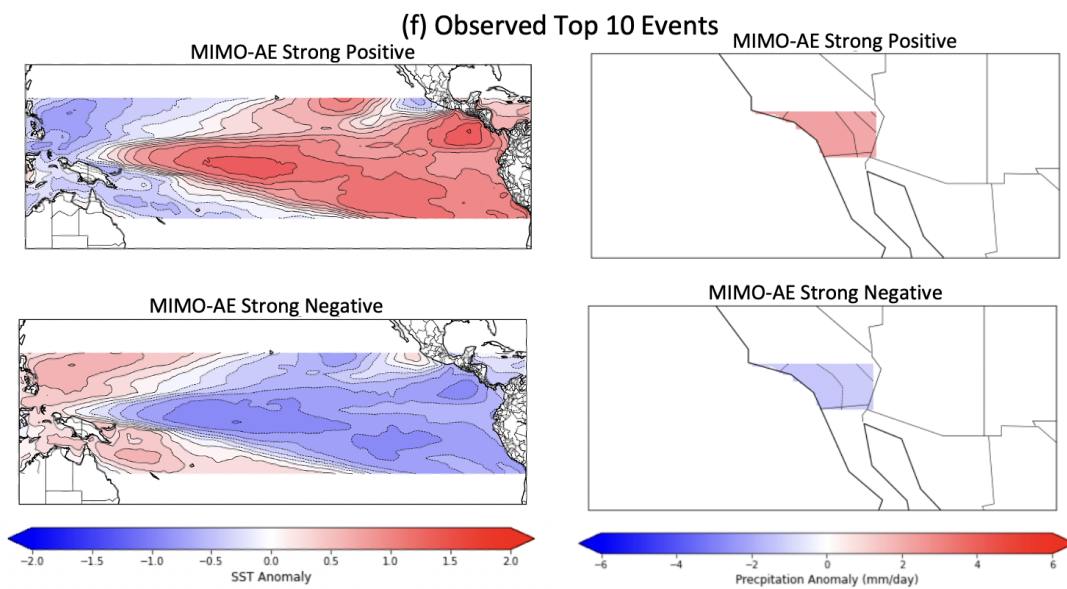 (f) Observed Top 10 Events
MIMO-AE Strong Positive
MIMO-AE Strong Positive
MIMO-AE Strong Negative
MIMO-AE Strong Negative
−2.0 −1.5 −1.0 −0.5 0.0 0.5 1.0 1.5 2.0
SST Anomaly
−6 −4 −2 0 2 4 6
Precpitation Anomaly (mm/day)